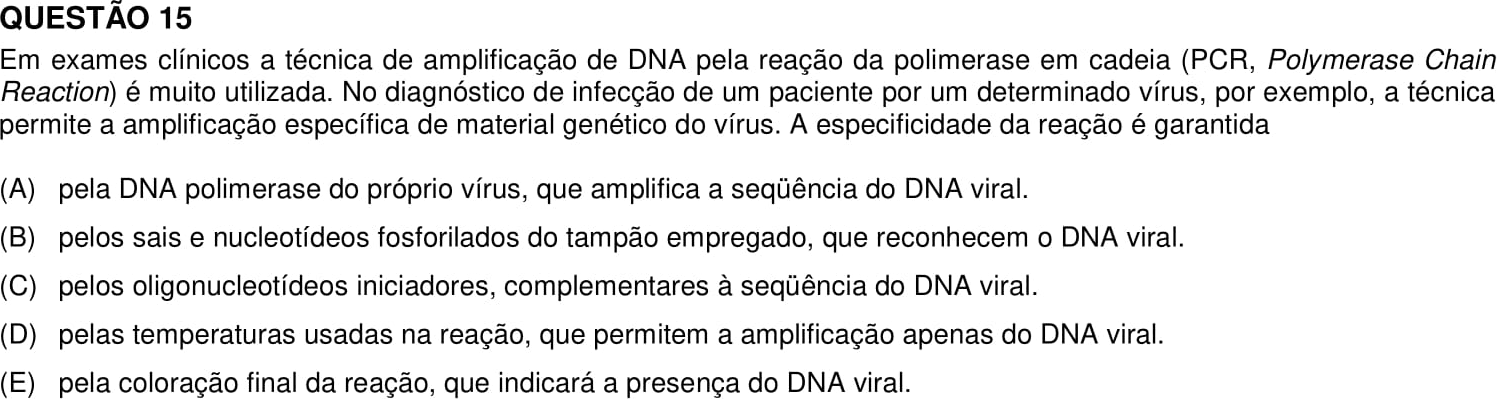 QUESTÃO 15
Em exames clínicos a técnica de amplificação de DNA pela reação da polimerase em cadeia (PCR, Polymerase Chain
Reaction) é muito utilizada. No diagnóstico de infecção de um paciente por um determinado vírus, por exemplo, a técnica
permite a amplificação específica de material genético do vírus. A especificidade da reação é garantida
(A) pela DNA polimerase do próprio vírus, que amplifica a seqüência do DNA viral.
(B) pelos sais e nucleotídeos fosforilados do tampão empregado, que reconhecem o DNA viral.
(C) pelos oligonucleotídeos iniciadores, complementares à seqüência do DNA viral.
(D) pelas temperaturas usadas na reação, que permitem a amplificação apenas do DNA viral.
(E) pela coloração final da reação, que indicará a presença do DNA viral.